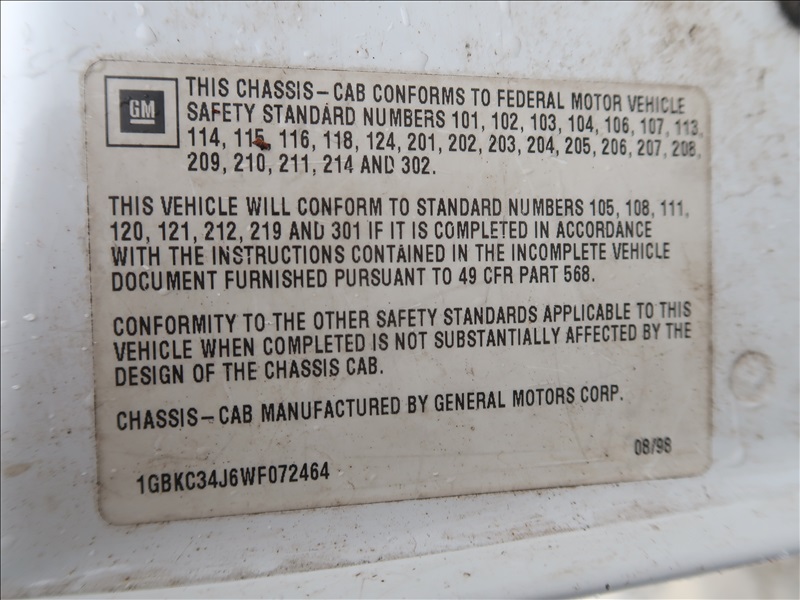 GM
THIS CHASSIS-CAB CONFORMS TO FEDERAL MOTOR VEHICLE
SAFETY STANDARD NUMBERS 101, 102, 103, 104, 106, 107, 113,
114, 115, 116, 118, 124, 201, 202, 203, 204, 205, 206, 207, 208,
209, 210, 211, 214 AND 302.
THIS VEHICLE WILL CONFORM TO STANDARD NUMBERS 105, 108, 111,
120, 121, 212, 219 AND 301 IF IT IS COMPLETED IN ACCORDANCE
WITH THE INSTRUCTIONS CONTAINED IN THE INCOMPLETE VEHICLE
DOCUMENT FURNISHED PURSUANT TO 49 CFR PART 568.
CONFORMITY TO THE OTHER SAFETY STANDARDS APPLICABLE TO THIS
VEHICLE WHEN COMPLETED IS NOT SUBSTANTIALLY AFFECTED BY THE
DESIGN OF THE CHASSIS CAB.
CHASSIS-CAB MANUFACTURED BY GENERAL MOTORS CORP.
08/98
1GBKC34J6WF072464